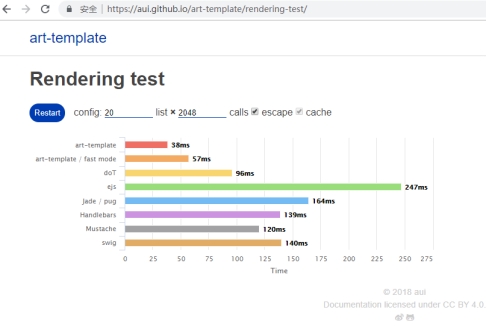 安全 | https://aui.github.io/art-template/rendering-test/
art-template
Rendering test
Restart config: 20 list × 2048 calls escape cache
art-template 38ms
art-template / fast mode 57ms
doT 96ms
ejs 247ms
Jade / pug 164ms
Handlebars 139ms
Mustache 120ms
swig 140ms
0 25 50 75 100 125 150 175 200 225 250 275
Time
© 2018 aui
Documentation licensed under CC BY 4.0.